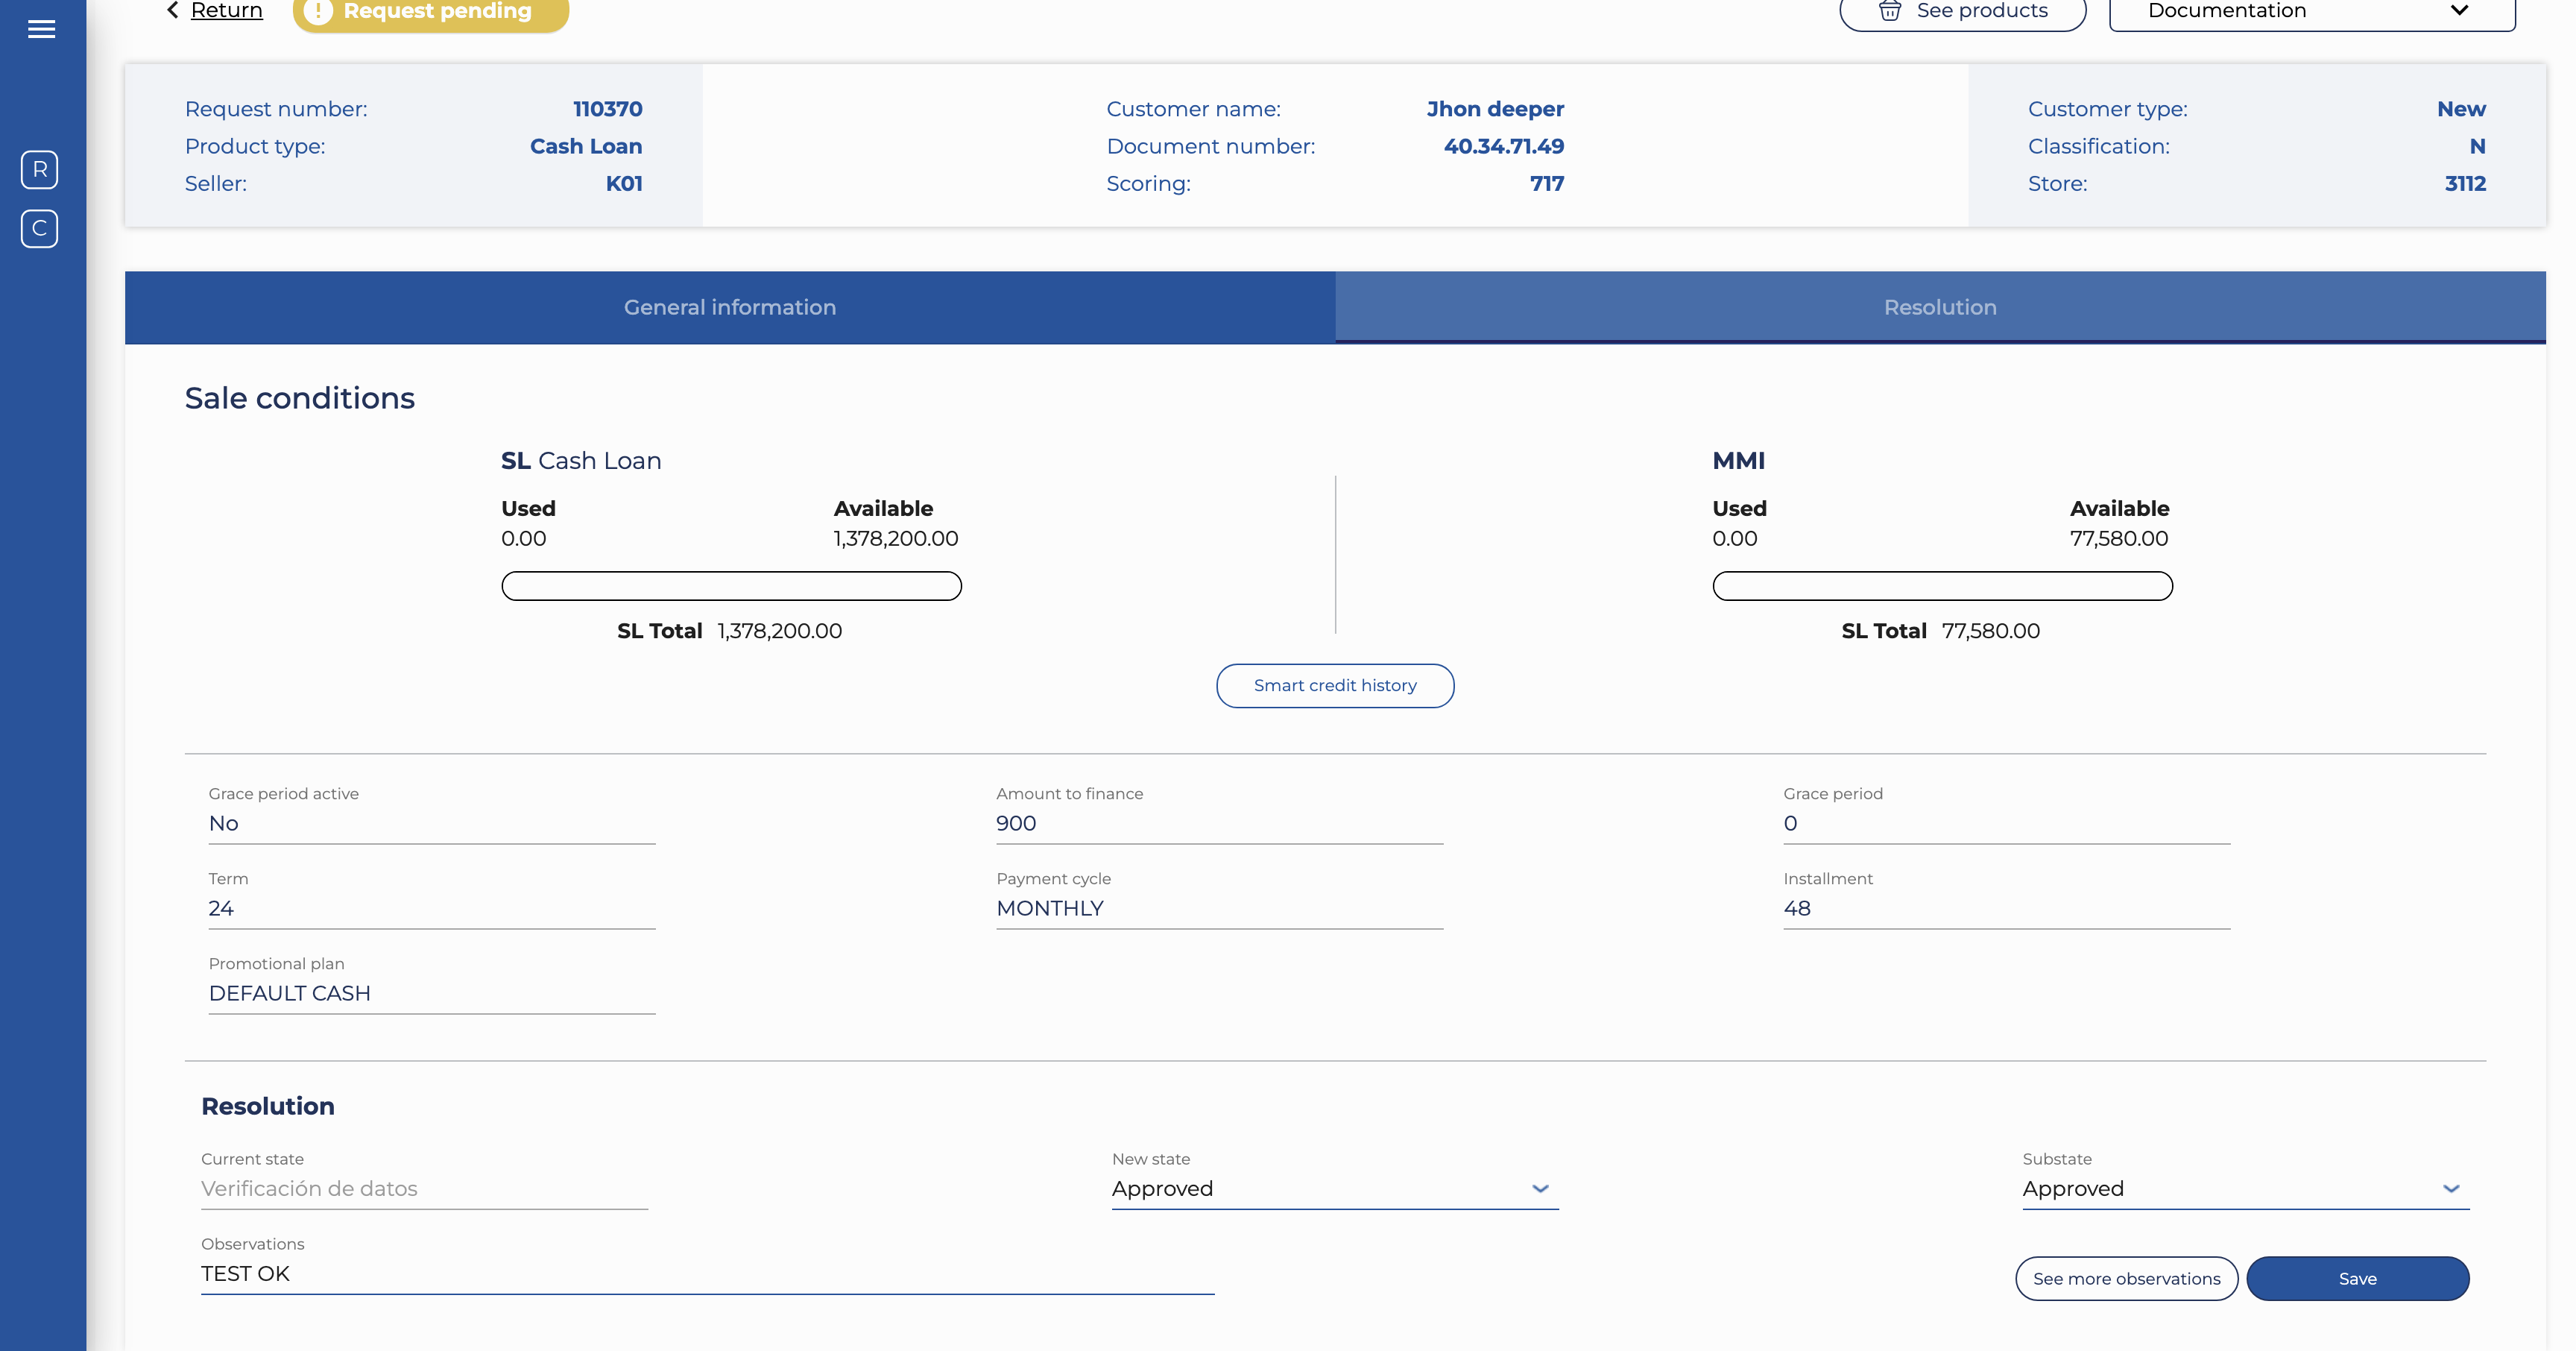 Return
! Request pending
See products
Documentation
R
C
Request number: 110370
Product type: Cash Loan
Seller: K01
Customer name: Jhon deeper
Document number: 40.34.71.49
Scoring: 717
Customer type: New
Classification: N
Store: 3112
General information
Resolution
Sale conditions
SL Cash Loan
Used Available
0.00 1,378,200.00
SL Total 1,378,200.00
MMI
Used Available
0.00 77,580.00
SL Total 77,580.00
Smart credit history
Grace period active
No
Amount to finance
900
Grace period
0
Term
24
Payment cycle
MONTHLY
Installment
48
Promotional plan
DEFAULT CASH
Resolution
Current state
Verificación de datos
New state
Approved
Substate
Approved
Observations
TEST OK
See more observations
Save